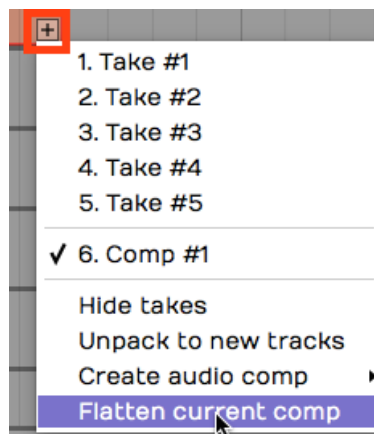 1. Take #1
2. Take #2
3. Take #3
4. Take #4
5. Take #5
✓ 6. Comp #1
Hide takes
Unpack to new tracks
Create audio comp
Flatten current comp